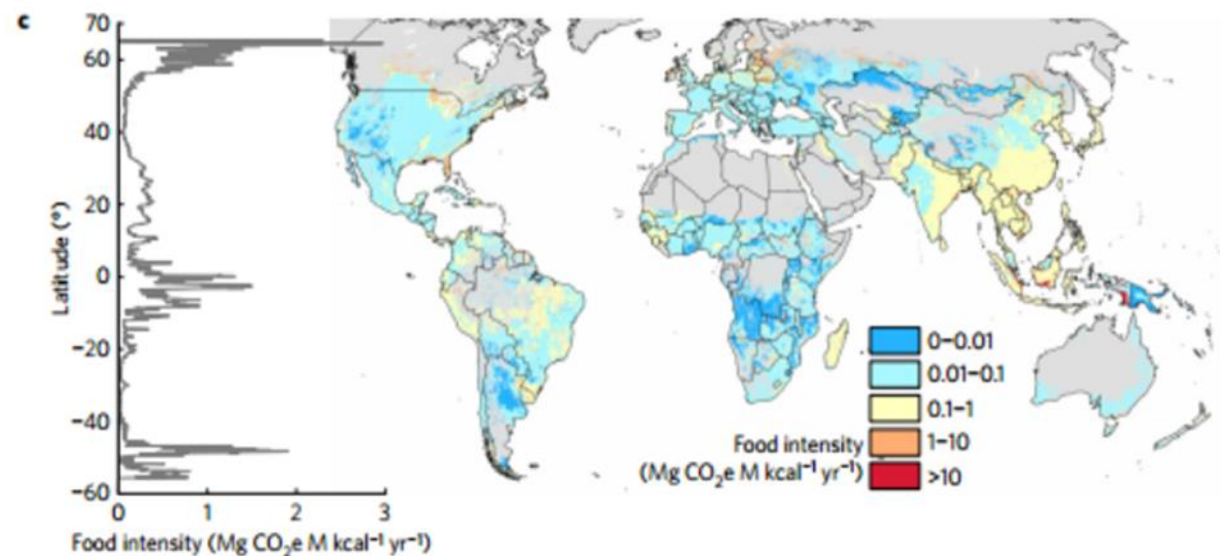 c
70
60
40
20
0
−20
−40
−60
Latitude (°)
0 1 2 3
Food intensity (Mg CO₂e M kcal⁻¹ yr⁻¹)
0–0.01
0.01–0.1
0.1–1
1–10
>10
Food intensity
(Mg CO₂e M kcal⁻¹ yr⁻¹)